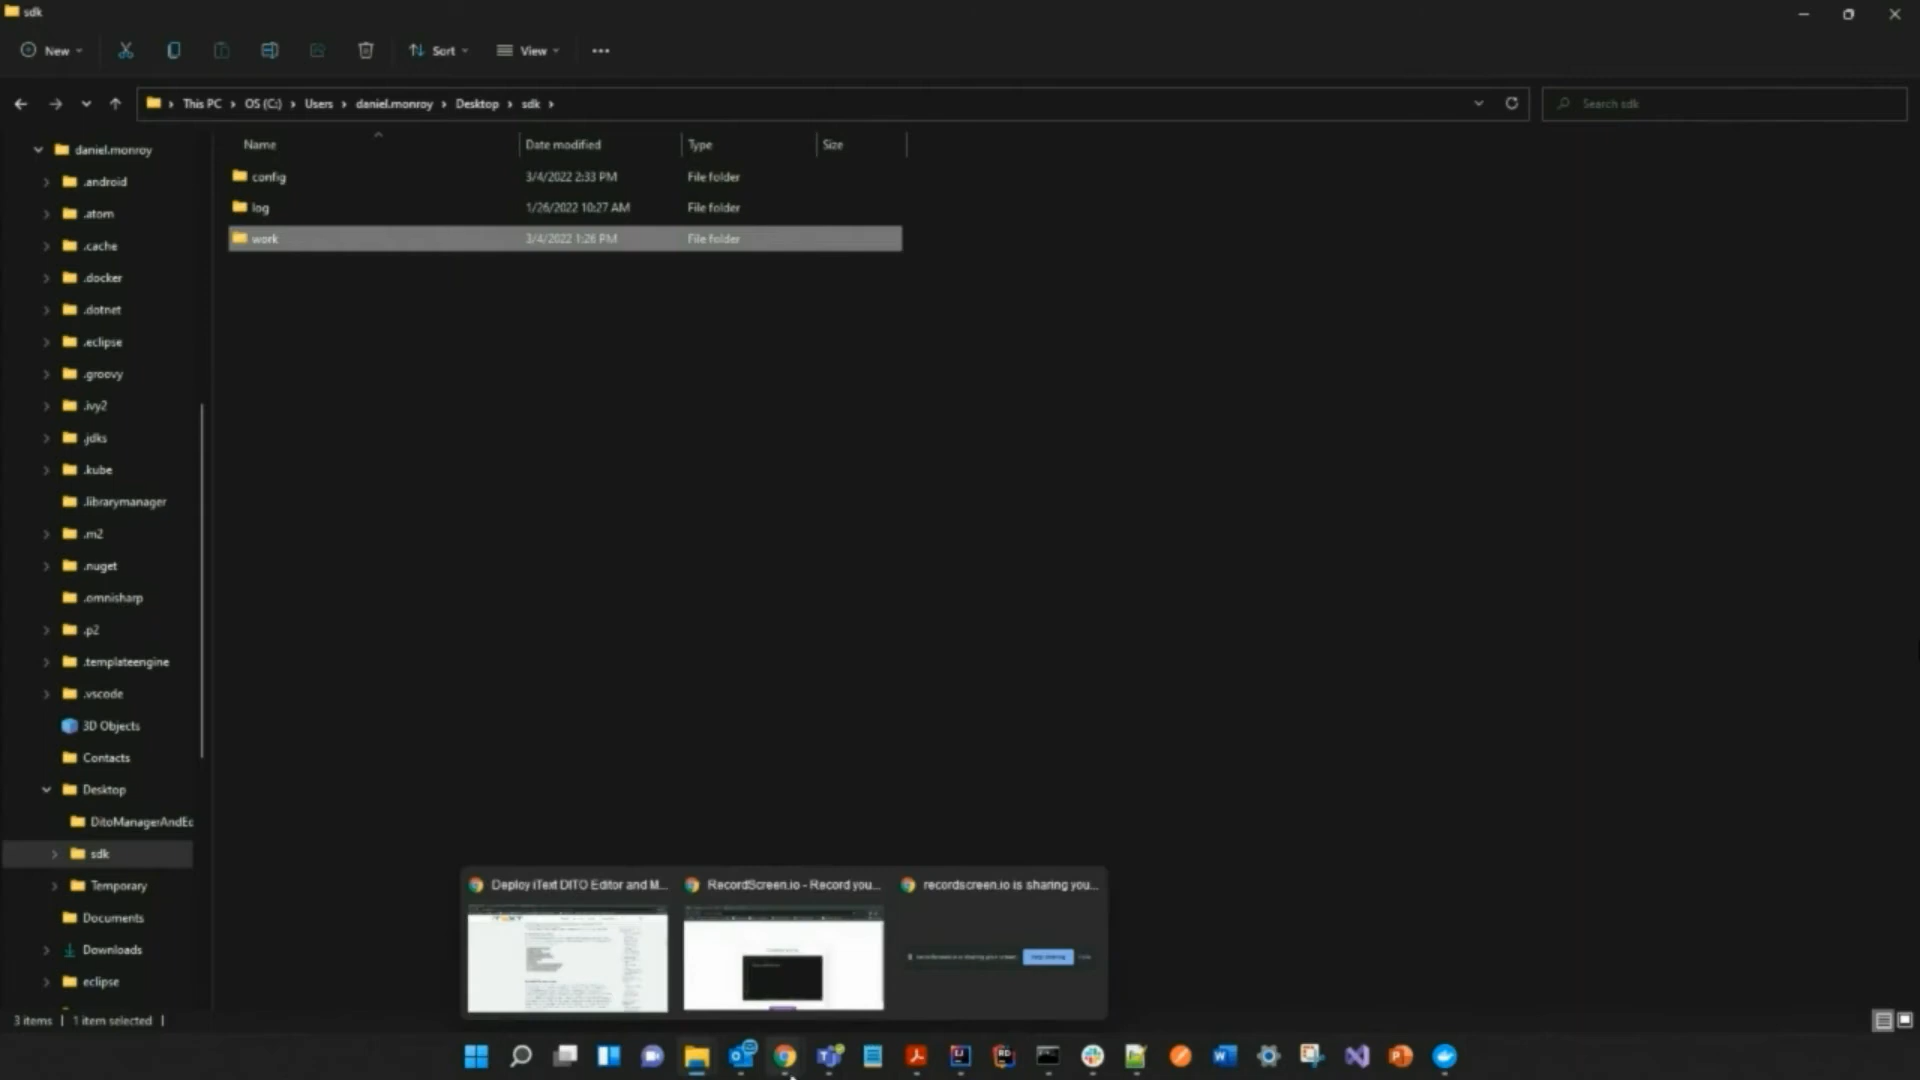 sdk
New Sort View
This PC OS (C:) Users daniel.monroy Desktop sdk
Search sdk
Name Date modified Type Size
config 3/4/2022 2:33 PM File folder
log 1/26/2022 10:27 AM File folder
work 3/4/2022 1:26 PM File folder
daniel.monroy
.android
.atom
.cache
.docker
.dotnet
.eclipse
.groovy
.ivy2
.jdks
.kube
.librarymanager
.m2
.nuget
.omnisharp
.p2
.templateengine
.vscode
3D Objects
Contacts
Desktop
DitoManagerAndEc
sdk
Temporary
Documents
Downloads
eclipse
Deploy iText DITO Editor and M...
RecordScreen.io - Record you...
recordscreen.io is sharing you...
3 items 1 item selected